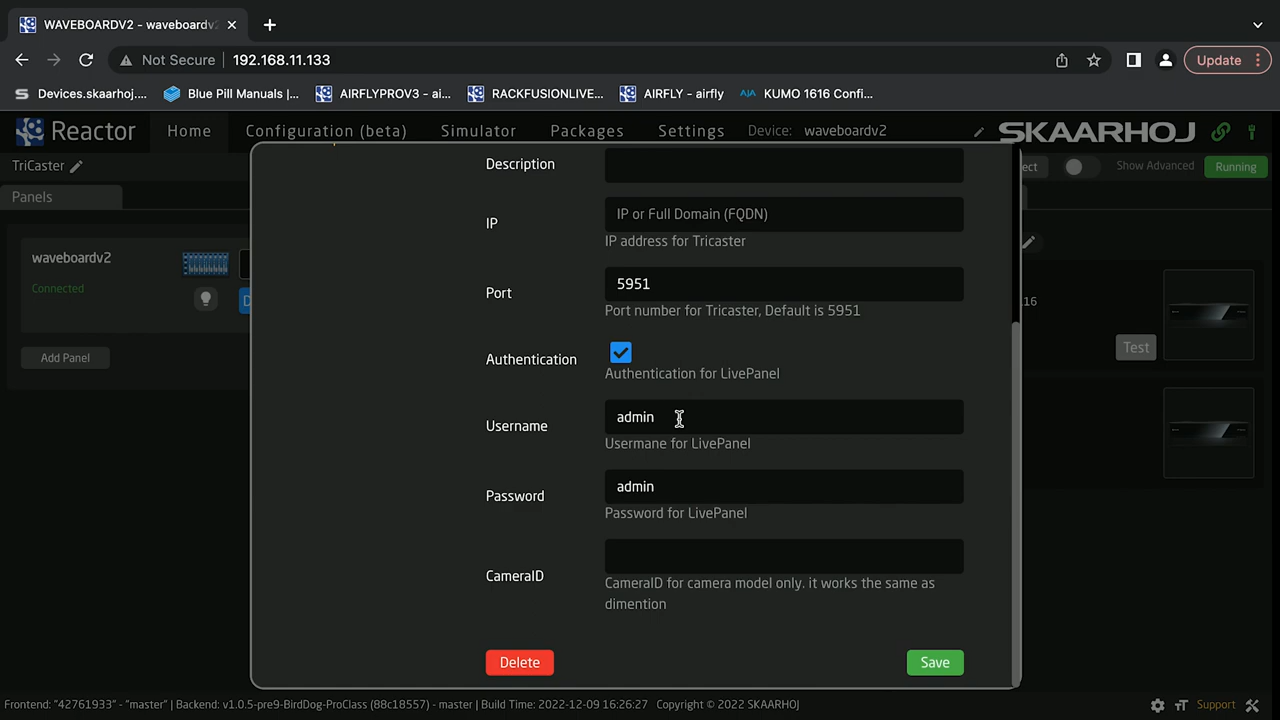 WAVEBOARDV2 - waveboardv2
Not Secure
192.168.11.133
Update
Devices.skaarhoj....
Blue Pill Manuals |...
AIRFLYPROV3 - ai...
RACKFUSIONLIVE...
AIRFLY - airfly
AJA KUMO 1616 Confi...
Reactor
Home
Configuration (beta)
Simulator
Packages
Settings
Device:
waveboardv2
SKAARHOJ
TriCaster
ect
Show Advanced
Running
Panels
Description
waveboardv2
Connected
D
Add Panel
IP
IP or Full Domain (FQDN)
IP address for Tricaster
Port
5951
Port number for Tricaster, Default is 5951
16
Test
Authentication
Authentication for LivePanel
Username
admin
Usermane for LivePanel
Password
admin
Password for LivePanel
CameraID
CameraID for camera model only. it works the same as
dimention
Delete
Save
Frontend: "42761933" - "master" | Backend: v1.0.5-pre9-BirdDog-ProClass (88c18557) - master | Build Time: 2022-12-09 16:26:27 Copyright © 2022 SKAARHOJ
Support